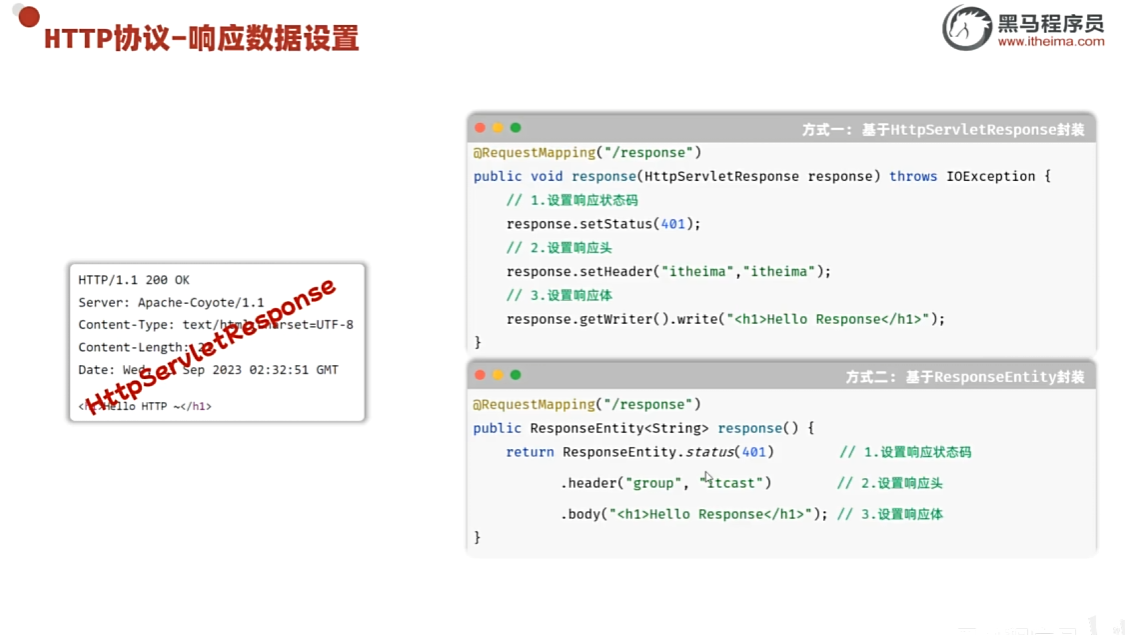 HTTP协议-响应数据设置
黑马程序员
www.itheima.com
HTTP/1.1 200 OK
Server: Apache-Coyote/1.1
Content-Type: text/html; charset=UTF-8
Content-Length:
Date: Wed, Sep 2023 02:32:51 GMT
<h1>Hello HTTP ~</h1>
HttpServletResponse
方式一: 基于HttpServletResponse封装
@RequestMapping("/response")
public void response(HttpServletResponse response) throws IOException {
// 1.设置响应状态码
response.setStatus(401);
// 2.设置响应头
response.setHeader("itheima","itheima");
// 3.设置响应体
response.getWriter().write("<h1>Hello Response</h1>");
}
方式二: 基于ResponseEntity封装
@RequestMapping("/response")
public ResponseEntity<String> response() {
return ResponseEntity.status(401) // 1.设置响应状态码
.header("group", "itcast") // 2.设置响应头
.body("<h1>Hello Response</h1>"); // 3.设置响应体
}